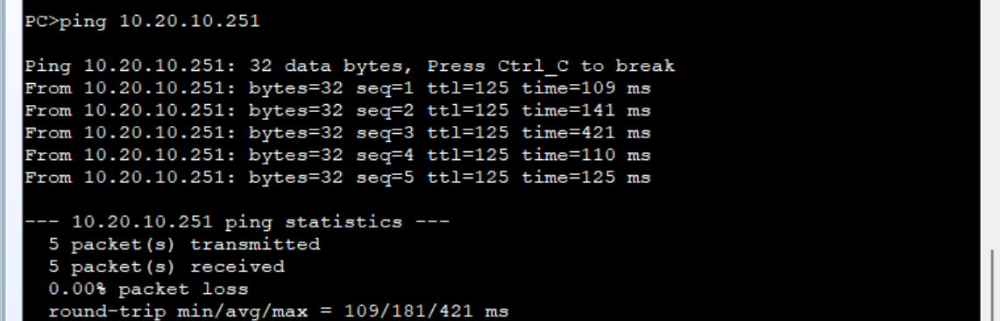 PC>ping 10.20.10.251
Ping 10.20.10.251: 32 data bytes, Press Ctrl_C to break
From 10.20.10.251: bytes=32 seq=1 ttl=125 time=109 ms
From 10.20.10.251: bytes=32 seq=2 ttl=125 time=141 ms
From 10.20.10.251: bytes=32 seq=3 ttl=125 time=421 ms
From 10.20.10.251: bytes=32 seq=4 ttl=125 time=110 ms
From 10.20.10.251: bytes=32 seq=5 ttl=125 time=125 ms
--- 10.20.10.251 ping statistics ---
5 packet(s) transmitted
5 packet(s) received
0.00% packet loss
round-trip min/avg/max = 109/181/421 ms